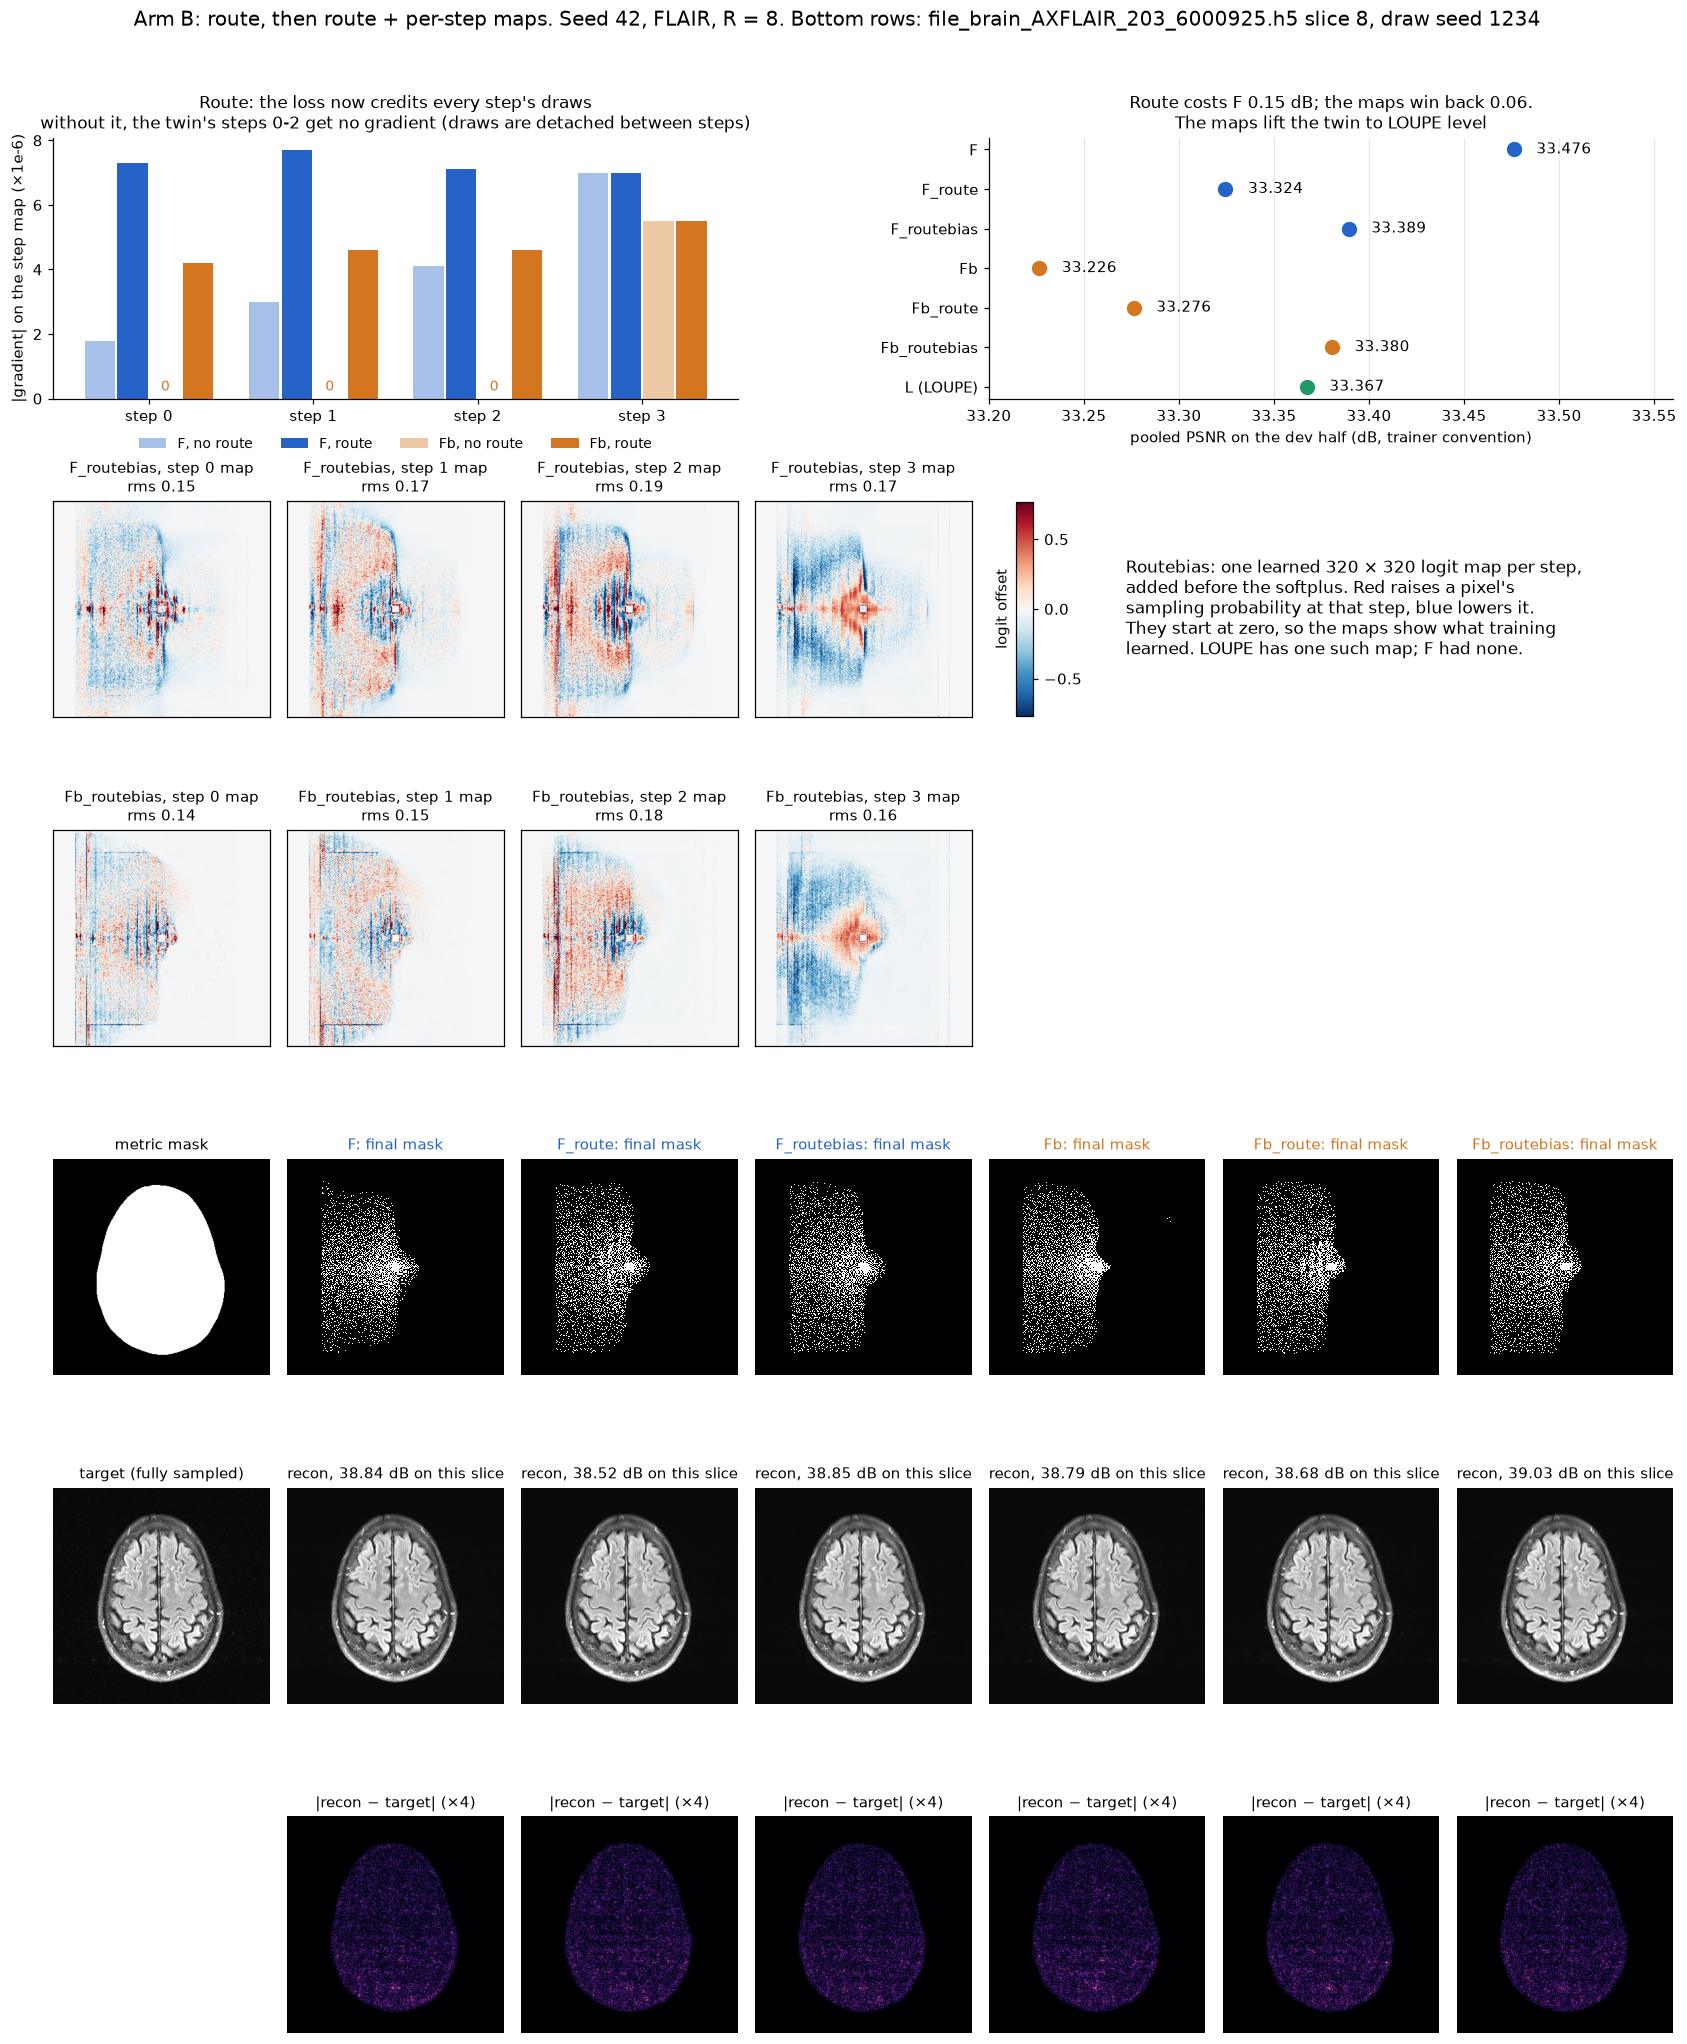 Arm B: route, then route + per-step maps. Seed 42, FLAIR, R = 8. Bottom rows: file_brain_AXFLAIR_203_6000925.h5 slice 8, draw seed 1234
Route: the loss now credits every step's draws
without it, the twin's steps 0-2 get no gradient (draws are detached between steps)
|gradient| on the step map (×1e-6)
8
6
4
2
0
0
0
0
step 0
step 1
step 2
step 3
F, no route
F, route
Fb, no route
Fb, route
Route costs F 0.15 dB; the maps win back 0.06.
The maps lift the twin to LOUPE level
F
33.476
F_route
33.324
F_routebias
33.389
Fb
33.226
Fb_route
33.276
Fb_routebias
33.380
L (LOUPE)
33.367
33.20
33.25
33.30
33.35
33.40
33.45
33.50
33.55
pooled PSNR on the dev half (dB, trainer convention)
F_routebias, step 0 map
rms 0.15
F_routebias, step 1 map
rms 0.17
F_routebias, step 2 map
rms 0.19
F_routebias, step 3 map
rms 0.17
logit offset
0.5
0.0
−0.5
Routebias: one learned 320 × 320 logit map per step,
added before the softplus. Red raises a pixel's
sampling probability at that step, blue lowers it.
They start at zero, so the maps show what training
learned. LOUPE has one such map; F had none.
Fb_routebias, step 0 map
rms 0.14
Fb_routebias, step 1 map
rms 0.15
Fb_routebias, step 2 map
rms 0.18
Fb_routebias, step 3 map
rms 0.16
metric mask
F: final mask
F_route: final mask
F_routebias: final mask
Fb: final mask
Fb_route: final mask
Fb_routebias: final mask
target (fully sampled)
recon, 38.84 dB on this slice
recon, 38.52 dB on this slice
recon, 38.85 dB on this slice
recon, 38.79 dB on this slice
recon, 38.68 dB on this slice
recon, 39.03 dB on this slice
|recon − target| (×4)
|recon − target| (×4)
|recon − target| (×4)
|recon − target| (×4)
|recon − target| (×4)
|recon − target| (×4)